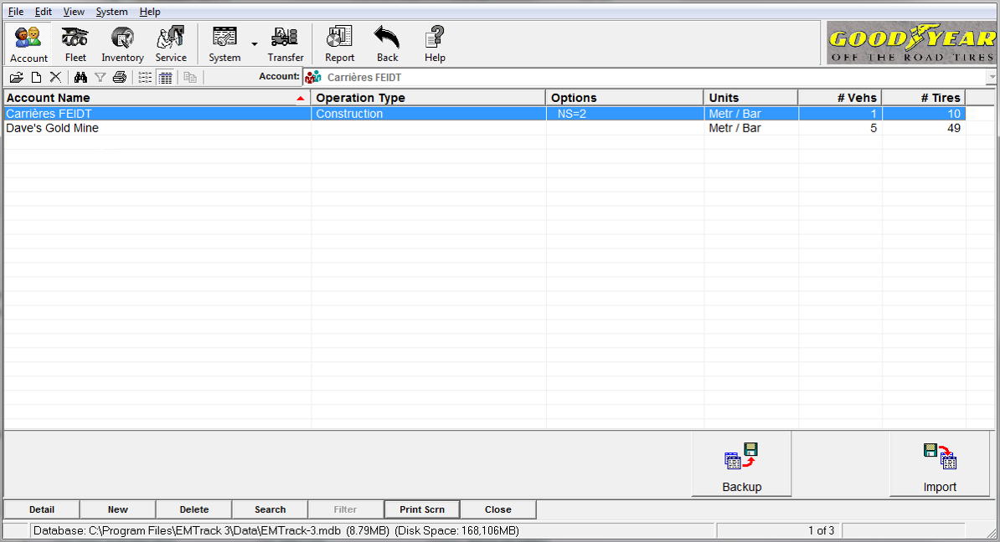 File Edit View System Help
Account Fleet Inventory Service System Transfer Report Back Help
GOODYEAR
OFF THE ROAD TIRES
Account: Carrières FEIDT
Account Name Operation Type Options Units # Vehs # Tires
Carrières FEIDT Construction NS=2 Metr / Bar 1 10
Dave's Gold Mine Metr / Bar 5 49
Backup Import
Detail New Delete Search Filter Print Scrn Close
Database: C:\Program Files\EMTrack 3\Data\EMTrack-3.mdb (8.79MB) (Disk Space: 168,106MB) 1 of 3